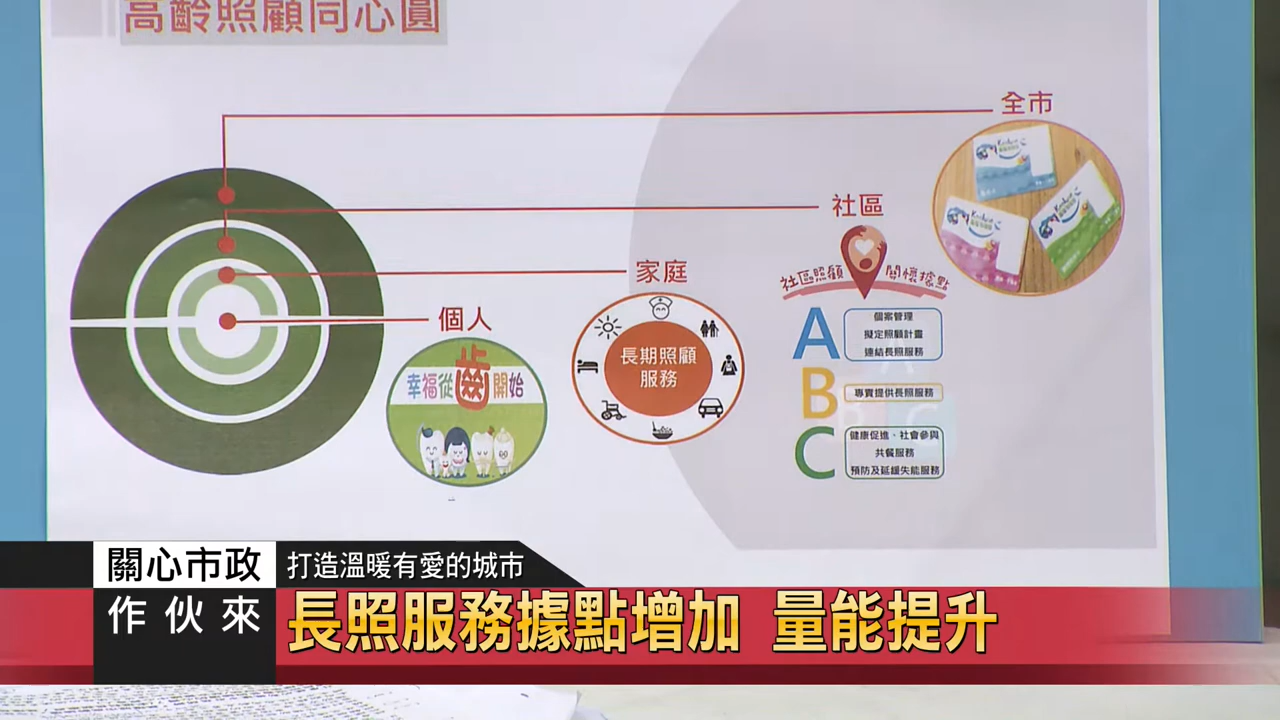 高齡照顧同心圓
全市
社區
家庭
個人
社區照顧
關懷據點
幸福從齒開始
長期照顧
服務
A
個案管理
擬定照顧計畫
連結長照服務
B
專責提供長照服務
C
健康促進、社會參與
共餐服務
預防及延緩失能服務
關心市政
作伙來
打造溫暖有愛的城市
長照服務據點增加 量能提升